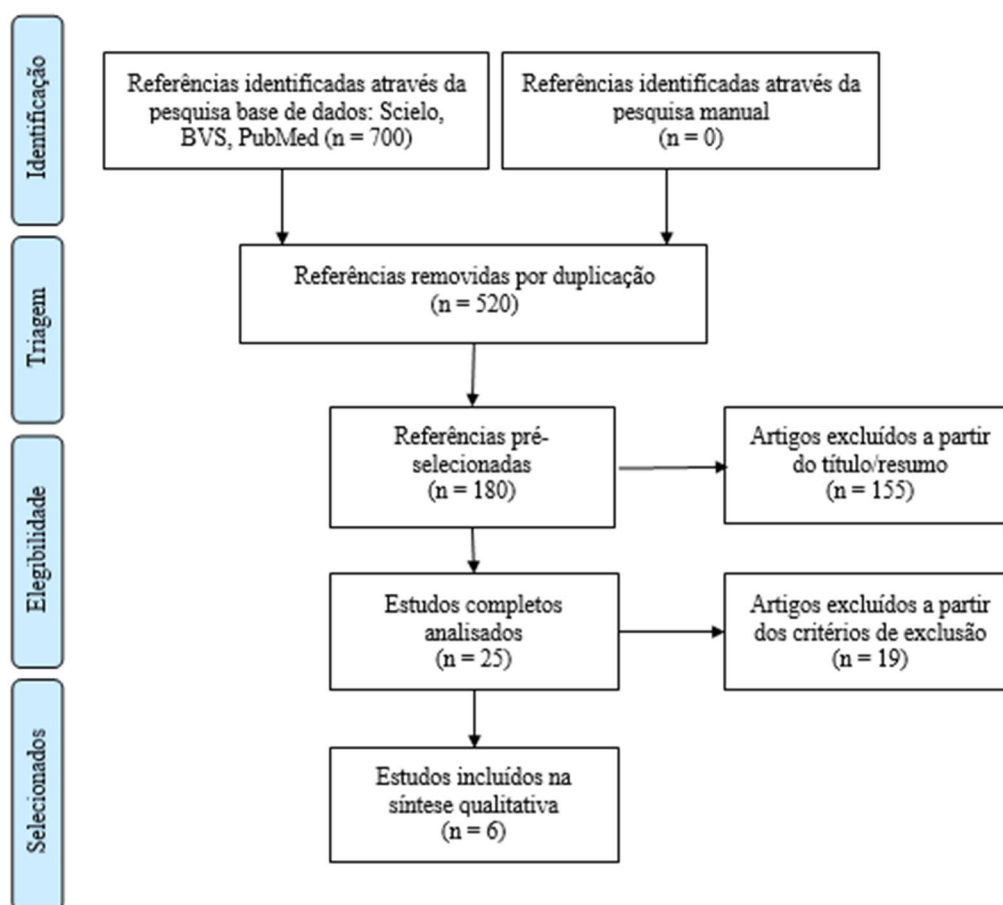 Identificação
Referências identificadas através da
pesquisa base de dados: Scielo,
BVS, PubMed (n = 700)
Referências identificadas através da
pesquisa manual
(n = 0)
Triagem
Referências removidas por duplicação
(n = 520)
Elegibilidade
Referências pré-
selecionadas
(n = 180)
Artigos excluídos a partir
do título/resumo
(n = 155)
Estudos completos
analisados
(n = 25)
Artigos excluídos a partir
dos critérios de exclusão
(n = 19)
Selecionados
Estudos incluídos na
síntese qualitativa
(n = 6)